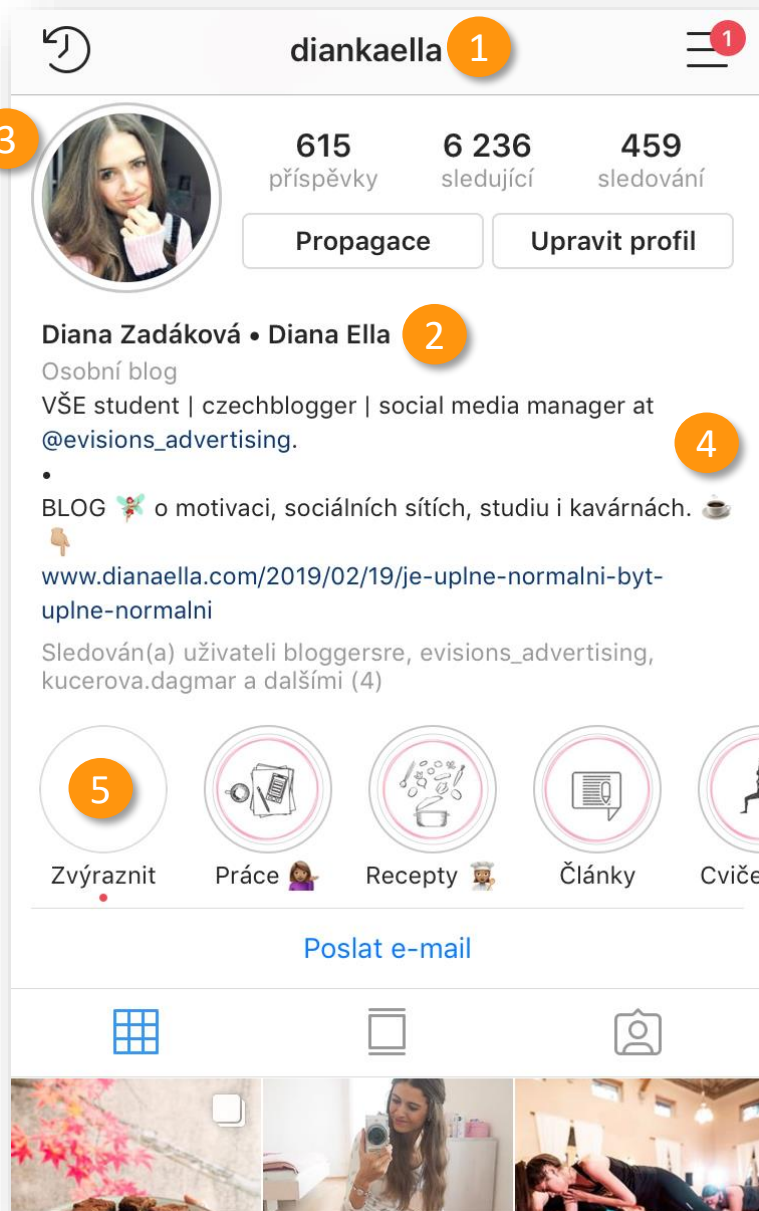 diankaella 1 1
3
615 6 236 459
příspěvky sledující sledování
Propagace Upravit profil
Diana Zadáková • Diana Ella 2
Osobní blog
VŠE student | czechblogger | social media manager at
@evisions_advertising. 4
•
BLOG 🧚 o motivaci, sociálních sítích, studiu i kavárnách. ☕
👇🏼
www.dianaella.com/2019/02/19/je-uplne-normalni-byt-
uplne-normalni
Sledován(a) uživateli bloggersre, evisions_advertising,
kucerova.dagmar a dalšími (4)
5
Zvýraznit Práce 💁🏽‍♀️ Recepty 👩🏽‍🍳 Články Cviče
Poslat e-mail